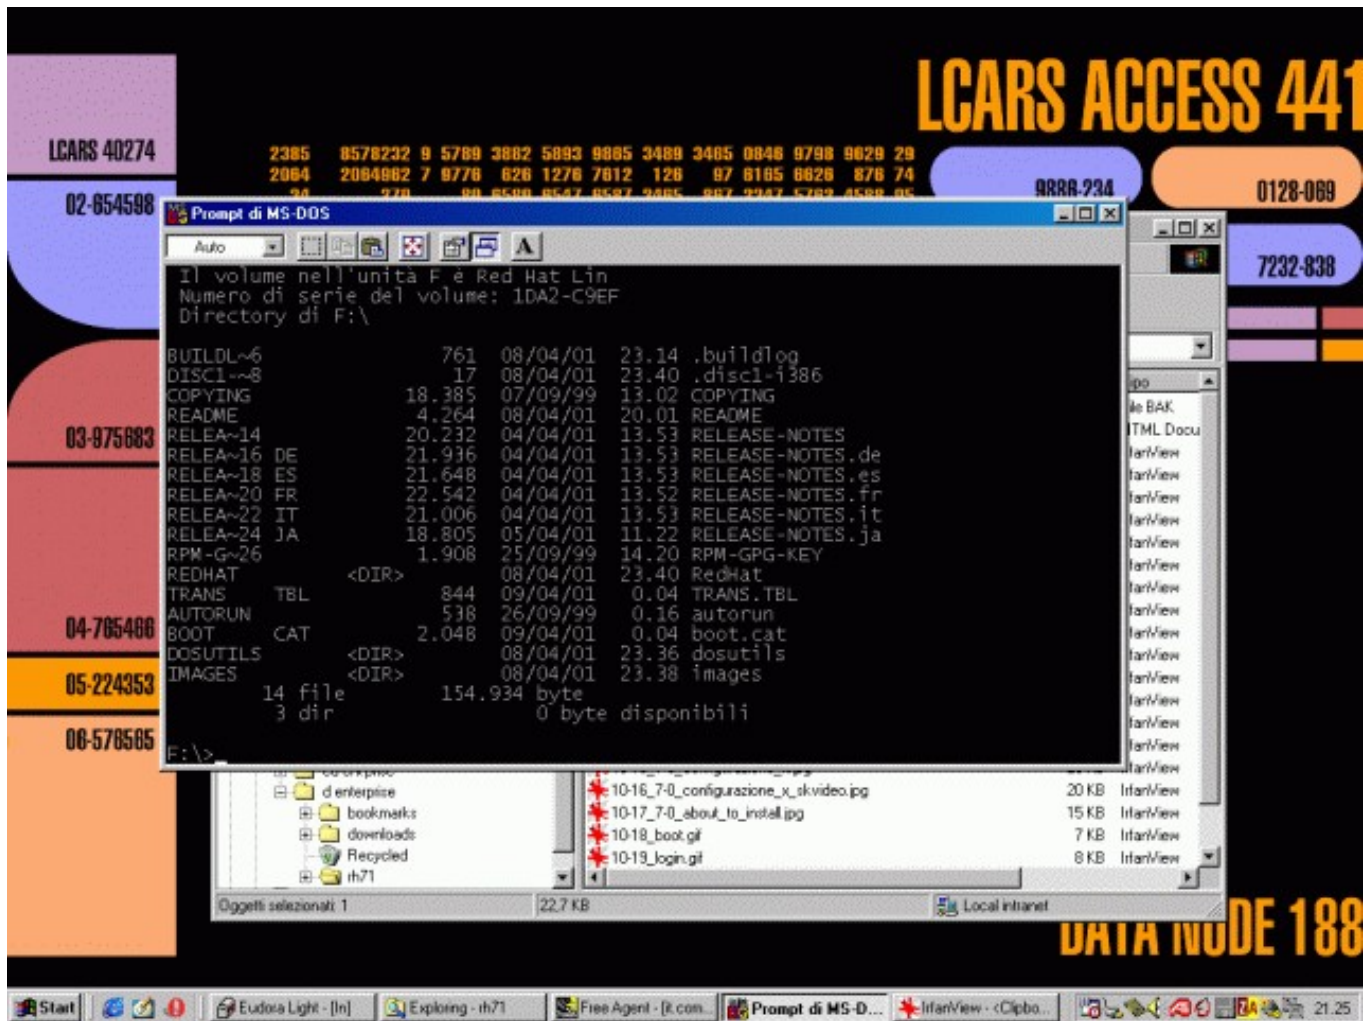 LCARS ACCESS 441
LCARS 40274
02-654598
03-975683
04-765466
05-224353
06-576565
2385 8578232 9 5789 3882 5893 9865 3489 3465 0846 9798 9629 29
2064 2064982 7 9776 626 1276 7612 126 97 6165 6626 876 74
9888-234
0128-069
7232-838
Prompt di MS-DOS
Auto
Il volume nell'unità F è Red Hat Lin
Numero di serie del volume: 1DA2-C9EF
Directory di F:\
BUILDL~6 761 08/04/01 23.14 .buildlog
DISC1-~8 17 08/04/01 23.40 .disc1-i386
COPYING 18.385 07/09/99 13.02 COPYING
README 4.264 08/04/01 20.01 README
RELEA~14 20.232 04/04/01 13.53 RELEASE-NOTES
RELEA~16 DE 21.936 04/04/01 13.53 RELEASE-NOTES.de
RELEA~18 ES 21.648 04/04/01 13.53 RELEASE-NOTES.es
RELEA~20 FR 22.542 04/04/01 13.52 RELEASE-NOTES.fr
RELEA~22 IT 21.006 04/04/01 13.53 RELEASE-NOTES.it
RELEA~24 JA 18.805 05/04/01 11.22 RELEASE-NOTES.ja
RPM-G~26 1.908 25/09/99 14.20 RPM-GPG-KEY
REDHAT <DIR> 08/04/01 23.40 RedHat
TRANS TBL 844 09/04/01 0.04 TRANS.TBL
AUTORUN 538 26/09/99 0.16 autorun
BOOT CAT 2.048 09/04/01 0.04 boot.cat
DOSUTILS <DIR> 08/04/01 23.36 dosutils
IMAGES <DIR> 08/04/01 23.38 images
14 file 154.934 byte
3 dir 0 byte disponibili
F:\>_
ile BAK
ITML Docu
IrfanView
d enterprise
bookmarks
downloads
Recycled
rh71
10-16_7-0_configurazione_x_skvideo.jpg 20 KB IrfanView
10-17_7-0_about_to_install.jpg 15 KB IrfanView
10-18_boot.gif 7 KB IrfanView
10-19_login.gif 8 KB IrfanView
Oggetti selezionati: 1
22,7 KB
Local intranet
DATA NODE 188
Start
Eudora Light - [In]
Exploring - rh71
Free Agent - [it.com...
Prompt di MS-D...
IrfanView - <Clipbo...
21.25